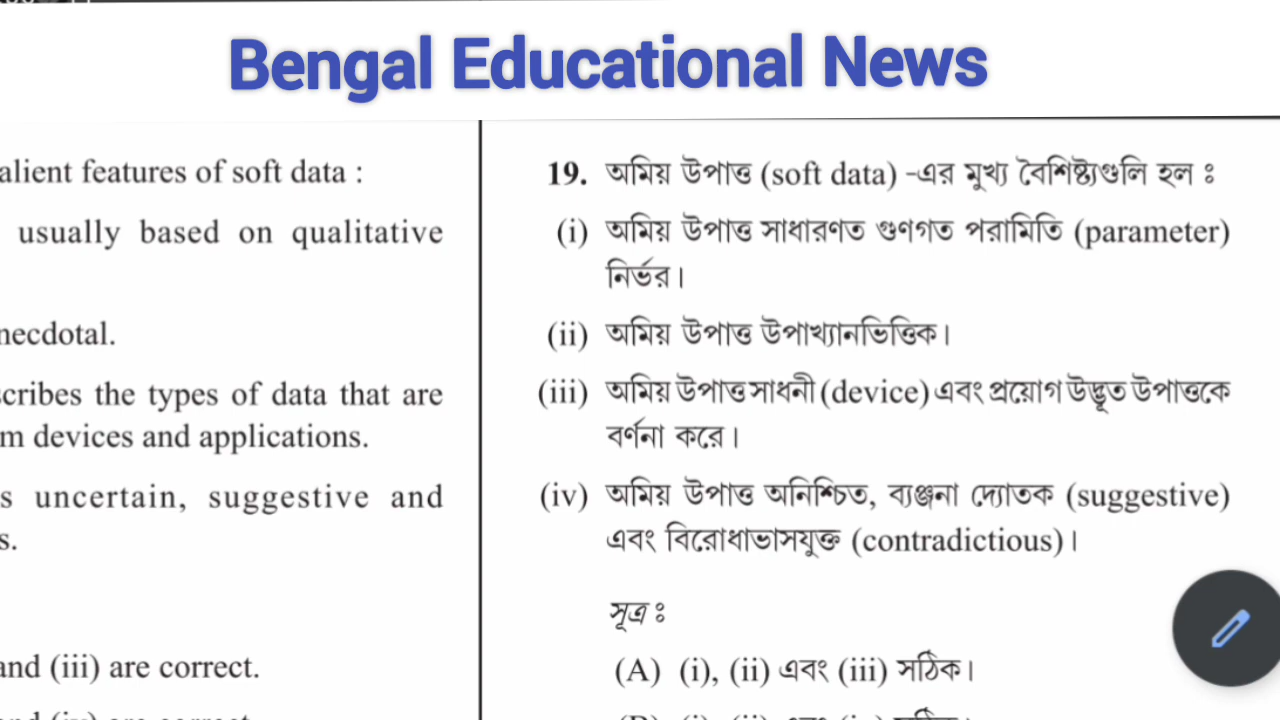 Bengal Educational News
alient features of soft data :
usually based on qualitative
necdotal.
scribes the types of data that are
m devices and applications.
s uncertain, suggestive and
s.
and (iii) are correct.
19. অমিয় উপাত্ত (soft data) -এর মুখ্য বৈশিষ্ট্যগুলি হল ঃ
(i) অমিয় উপাত্ত সাধারণত গুণগত পরামিতি (parameter)
নির্ভর।
(ii) অমিয় উপাত্ত উপাখ্যানভিত্তিক।
(iii) অমিয় উপাত্ত সাধনী (device) এবং প্রয়োগ উদ্ভূত উপাত্তকে
বর্ণনা করে।
(iv) অমিয় উপাত্ত অনিশ্চিত, ব্যঞ্জনা দ্যোতক (suggestive)
এবং বিরোধাভাসযুক্ত (contradictious)।
সূত্র ঃ
(A) (i), (ii) এবং (iii) সঠিক।